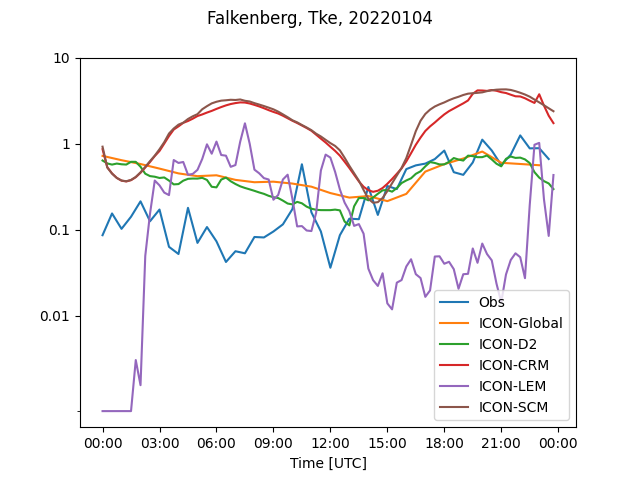 Falkenberg, Tke, 20220104
10
1
0.1
0.01
Obs
ICON-Global
ICON-D2
ICON-CRM
ICON-LEM
ICON-SCM
00:00 03:00 06:00 09:00 12:00 15:00 18:00 21:00 00:00
Time [UTC]